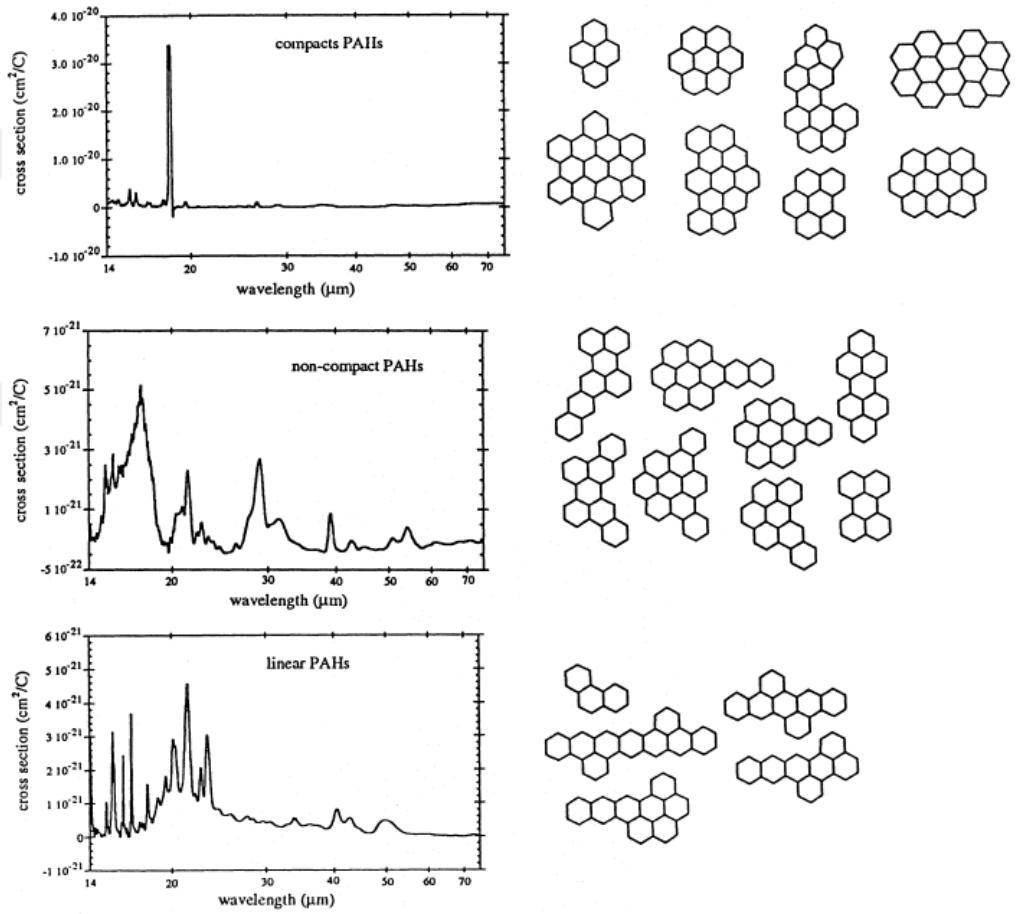 4.0 10-20
3.0 10-20
2.0 10-20
1.0 10-20
0
-1.0 10-20
cross section (cm2/C)
compacts PAHs
14 20 30 40 50 60 70
wavelength (µm)
7 10-21
5 10-21
3 10-21
1 10-21
-5 10-22
cross section (cm2/C)
non-compact PAHs
14 20 30 40 50 60 70
wavelength (µm)
6 10-21
5 10-21
4 10-21
3 10-21
2 10-21
1 10-21
0
-1 10-21
cross section (cm2/C)
linear PAHs
14 20 30 40 50 60 70
wavelength (µm)